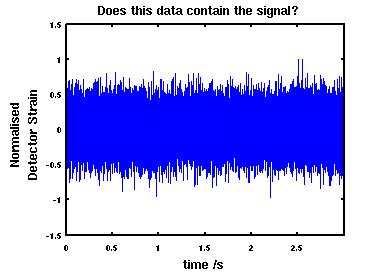 Does this data contain the signal?
1.5
1
0.5
0
-0.5
-1
-1.5
Normalised
Detector Strain
0 0.5 1 1.5 2 2.5
time /s